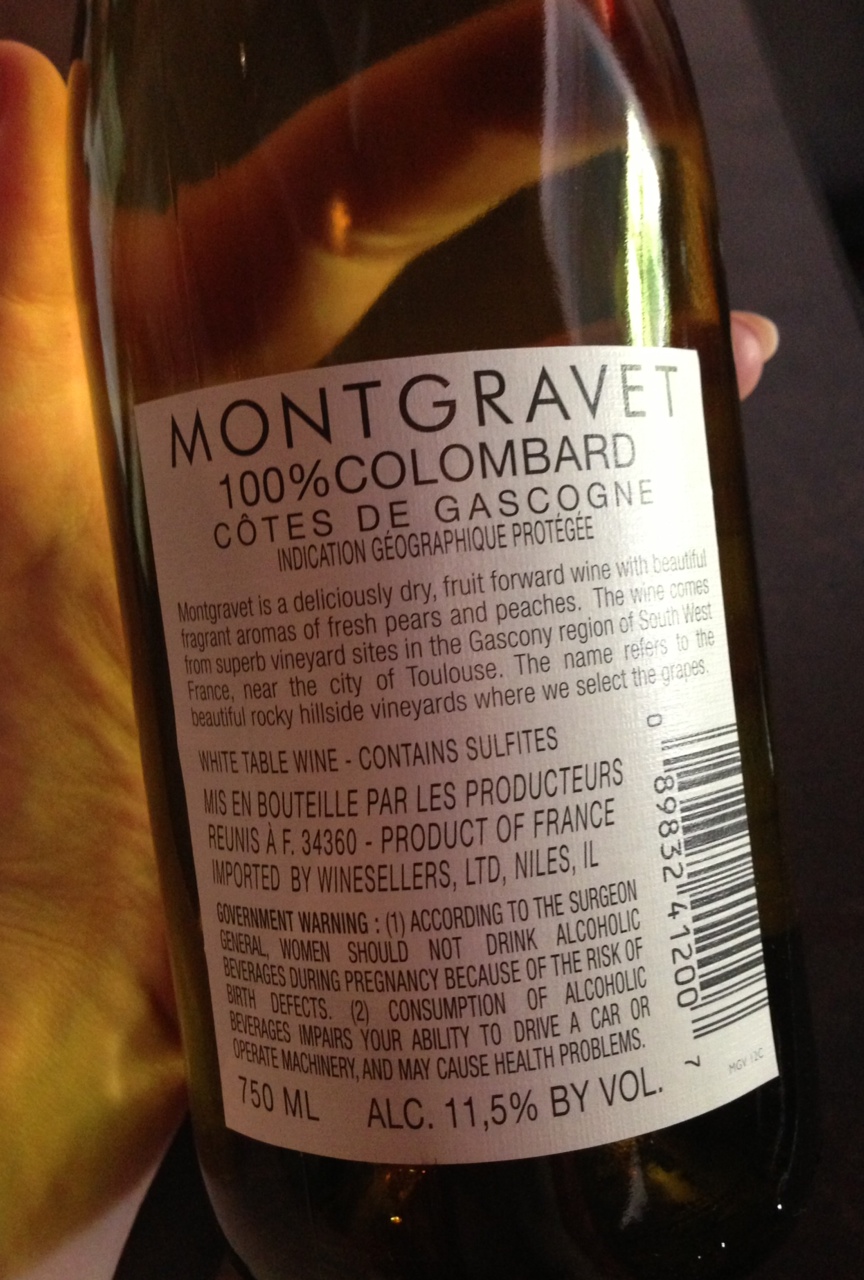 MONTGRAVET
100% COLOMBARD
CÔTES DE GASCOGNE
INDICATION GÉOGRAPHIQUE PROTÉGÉE
Montgravet is a deliciously dry, fruit forward wine with beautiful
fragrant aromas of fresh pears and peaches. The wine comes
from superb vineyard sites in the Gascony region of South West
France, near the city of Toulouse. The name refers to the
beautiful rocky hillside vineyards where we select the grapes.
WHITE TABLE WINE - CONTAINS SULFITES
MIS EN BOUTEILLE PAR LES PRODUCTEURS
REUNIS À F. 34360 - PRODUCT OF FRANCE
IMPORTED BY WINESELLERS, LTD, NILES, IL
GOVERNMENT WARNING : (1) ACCORDING TO THE SURGEON
GENERAL, WOMEN SHOULD NOT DRINK ALCOHOLIC
BEVERAGES DURING PREGNANCY BECAUSE OF THE RISK OF
BIRTH DEFECTS. (2) CONSUMPTION OF ALCOHOLIC
BEVERAGES IMPAIRS YOUR ABILITY TO DRIVE A CAR OR
OPERATE MACHINERY, AND MAY CAUSE HEALTH PROBLEMS.
750 ML ALC. 11,5% BY VOL.
0 89832 41200 7
MGV 12C